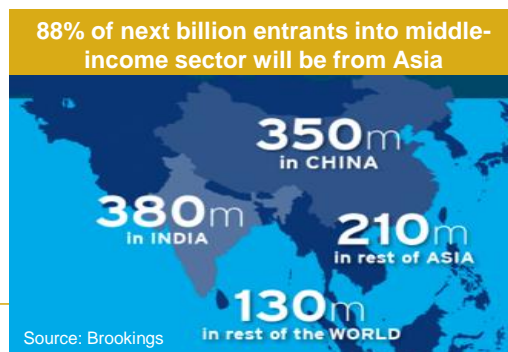 88% of next billion entrants into middle-
income sector will be from Asia
350m
in CHINA
380m
in INDIA
210m
in rest of ASIA
130m
in rest of the WORLD
Source: Brookings